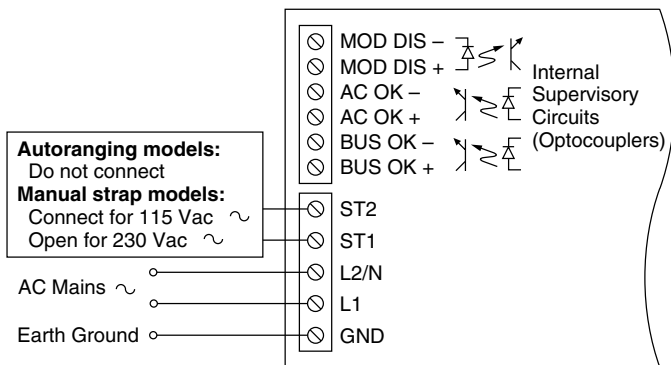 MOD DIS –
MOD DIS +
AC OK –
AC OK +
BUS OK –
BUS OK +
Internal
Supervisory
Circuits
(Optocouplers)
Autoranging models:
Do not connect
Manual strap models:
Connect for 115 Vac ∿
Open for 230 Vac ∿
ST2
ST1
L2/N
L1
GND
AC Mains ∿
Earth Ground